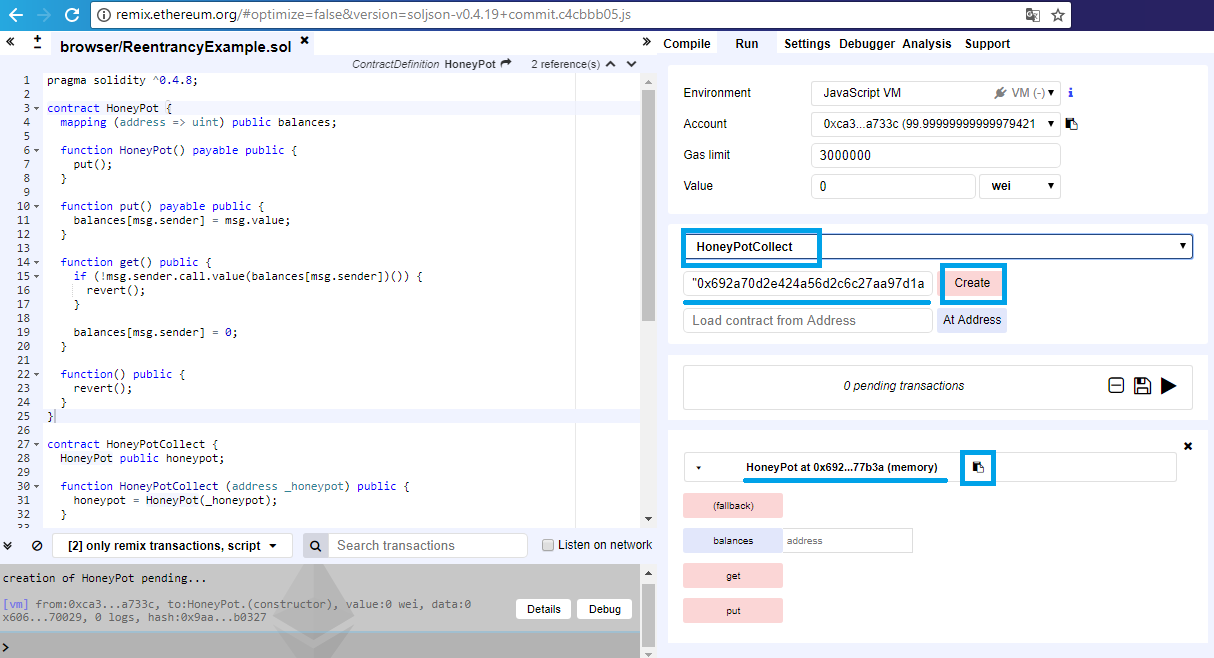 remix.ethereum.org/#optimize=false&version=soljson-v0.4.19+commit.c4cbbb05.js
browser/ReentrancyExample.sol
Compile Run Settings Debugger Analysis Support
ContractDefinition HoneyPot 2 reference(s)
1 pragma solidity ^0.4.8;
2
3 contract HoneyPot {
4 mapping (address => uint) public balances;
5
6 function HoneyPot() payable public {
7 put();
8 }
9
10 function put() payable public {
11 balances[msg.sender] = msg.value;
12 }
13
14 function get() public {
15 if (!msg.sender.call.value(balances[msg.sender])()) {
16 revert();
17 }
18
19 balances[msg.sender] = 0;
20 }
21
22 function() public {
23 revert();
24 }
25 }
26
27 contract HoneyPotCollect {
28 HoneyPot public honeypot;
29
30 function HoneyPotCollect (address _honeypot) public {
31 honeypot = HoneyPot(_honeypot);
32 }
33
[2] only remix transactions, script
Search transactions
Listen on network
creation of HoneyPot pending...
[vm] from:0xca3...a733c, to:HoneyPot.(constructor), value:0 wei, data:0
x606...70029, 0 logs, hash:0x9aa...b0327
Details
Debug
>
Environment JavaScript VM VM (-) i
Account 0xca3...a733c (99.99999999999979421
Gas limit 3000000
Value 0 wei
HoneyPotCollect
"0x692a70d2e424a56d2c6c27aa97d1a Create
Load contract from Address At Address
0 pending transactions
HoneyPot at 0x692...77b3a (memory)
(fallback)
balances address
get
put